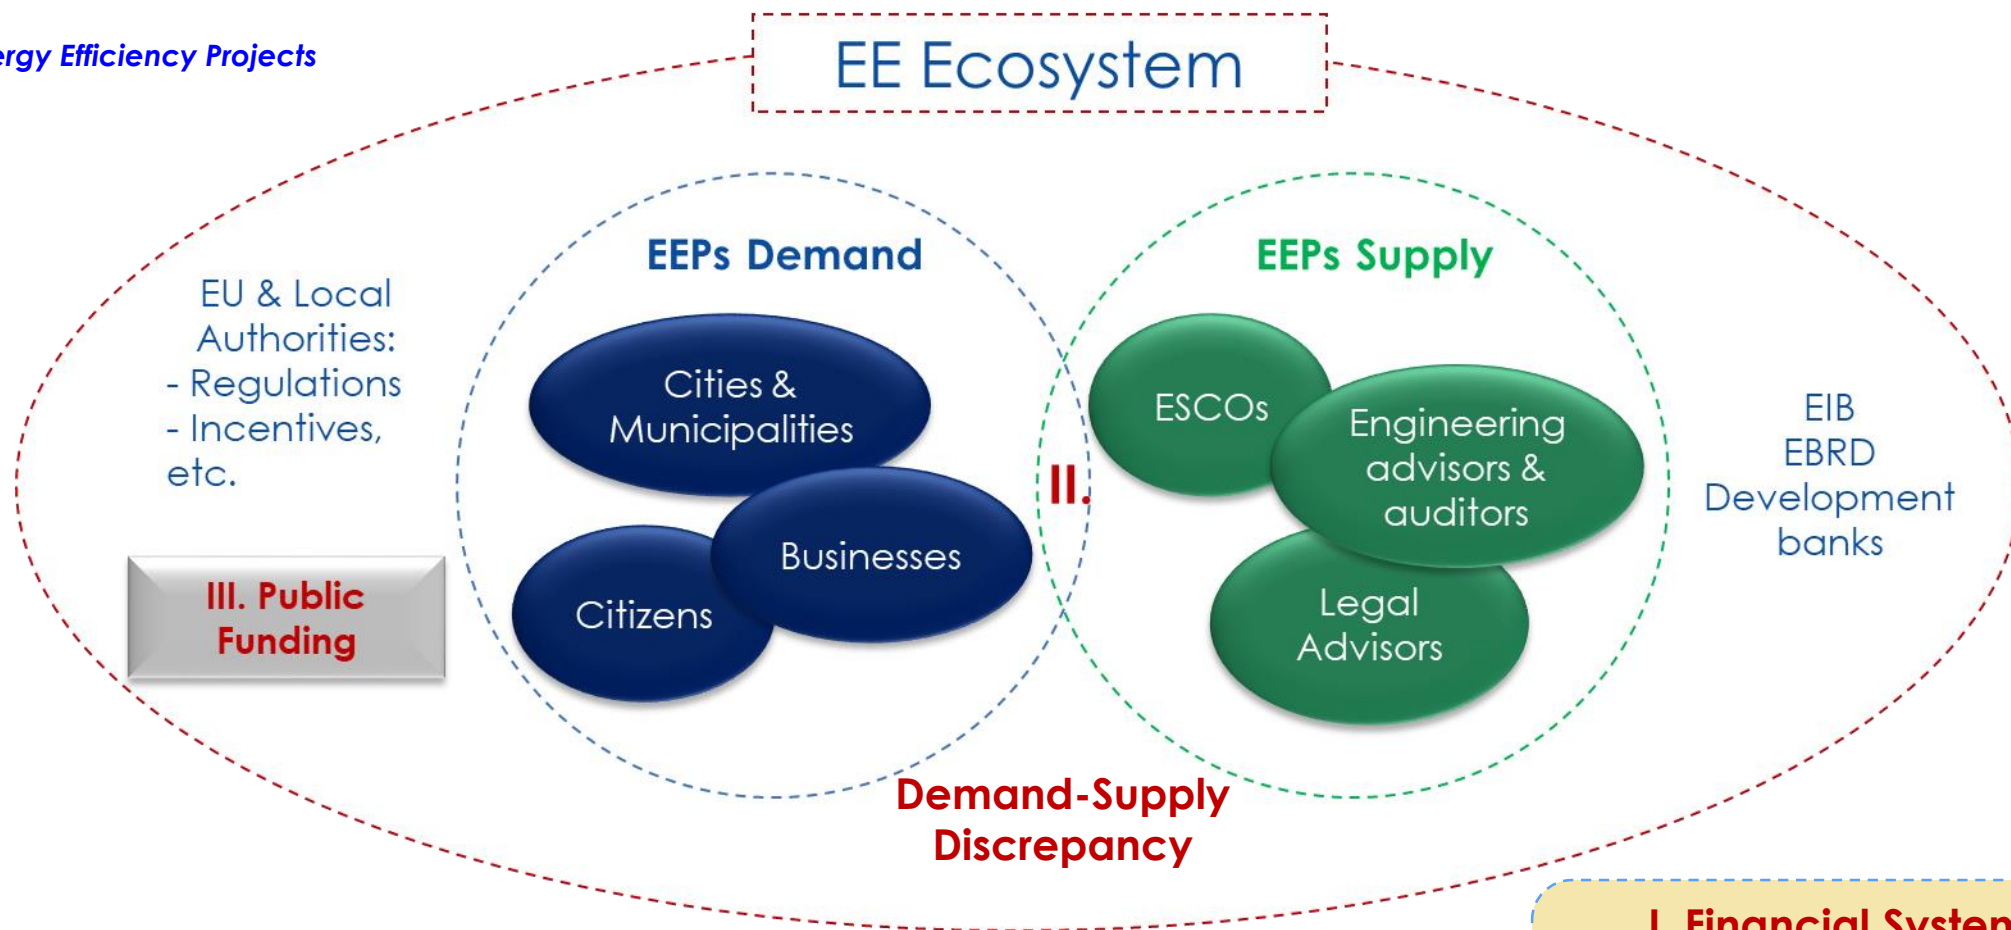 Efficiency Projects
EE Ecosystem
EEPs Demand
EEPs Supply
EU & Local
Authorities:
- Regulations
- Incentives,
etc.
III. Public
Funding
Cities &
Municipalities
Businesses
Citizens
II.
ESCOs
Engineering
advisors &
auditors
Legal
Advisors
EIB
EBRD
Development
banks
Demand-Supply
Discrepancy
I. Financial System